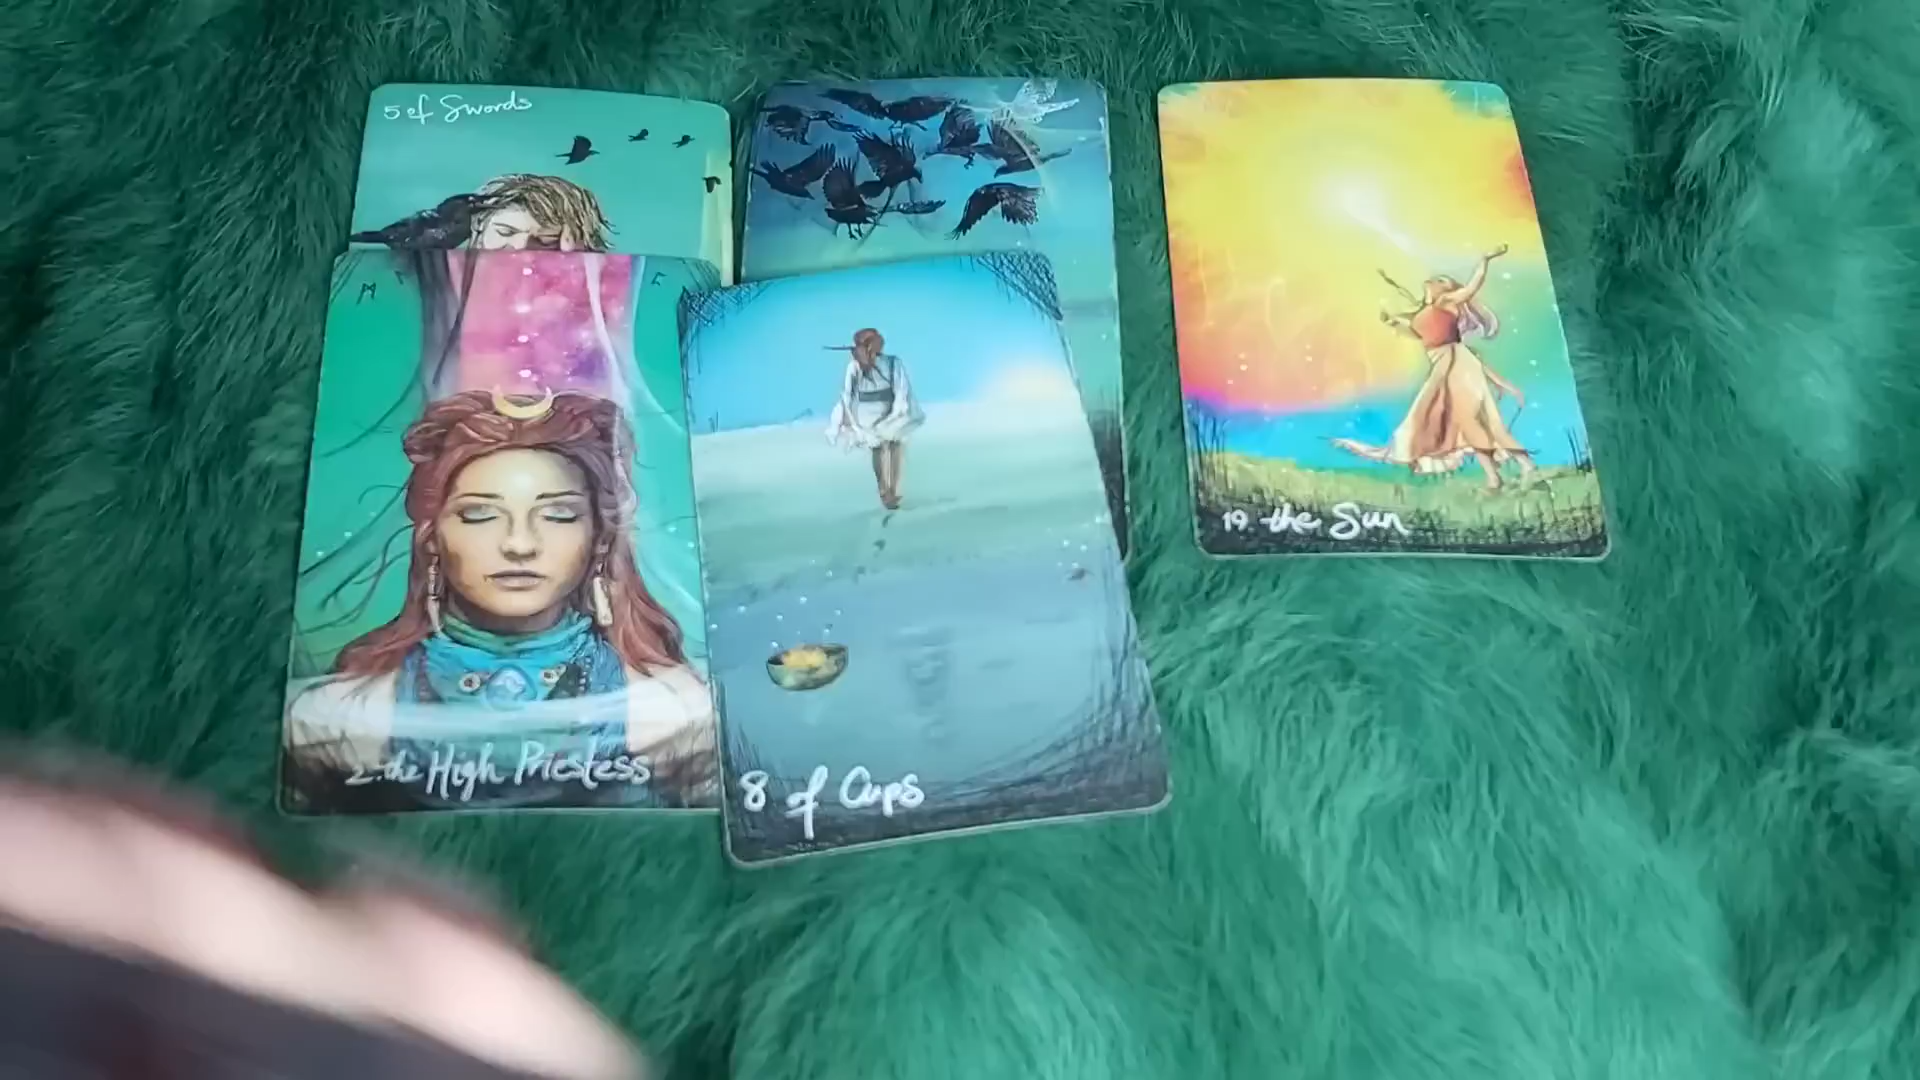 5 of Swords
19. the Sun
2. the High Priestess
8 of Cups